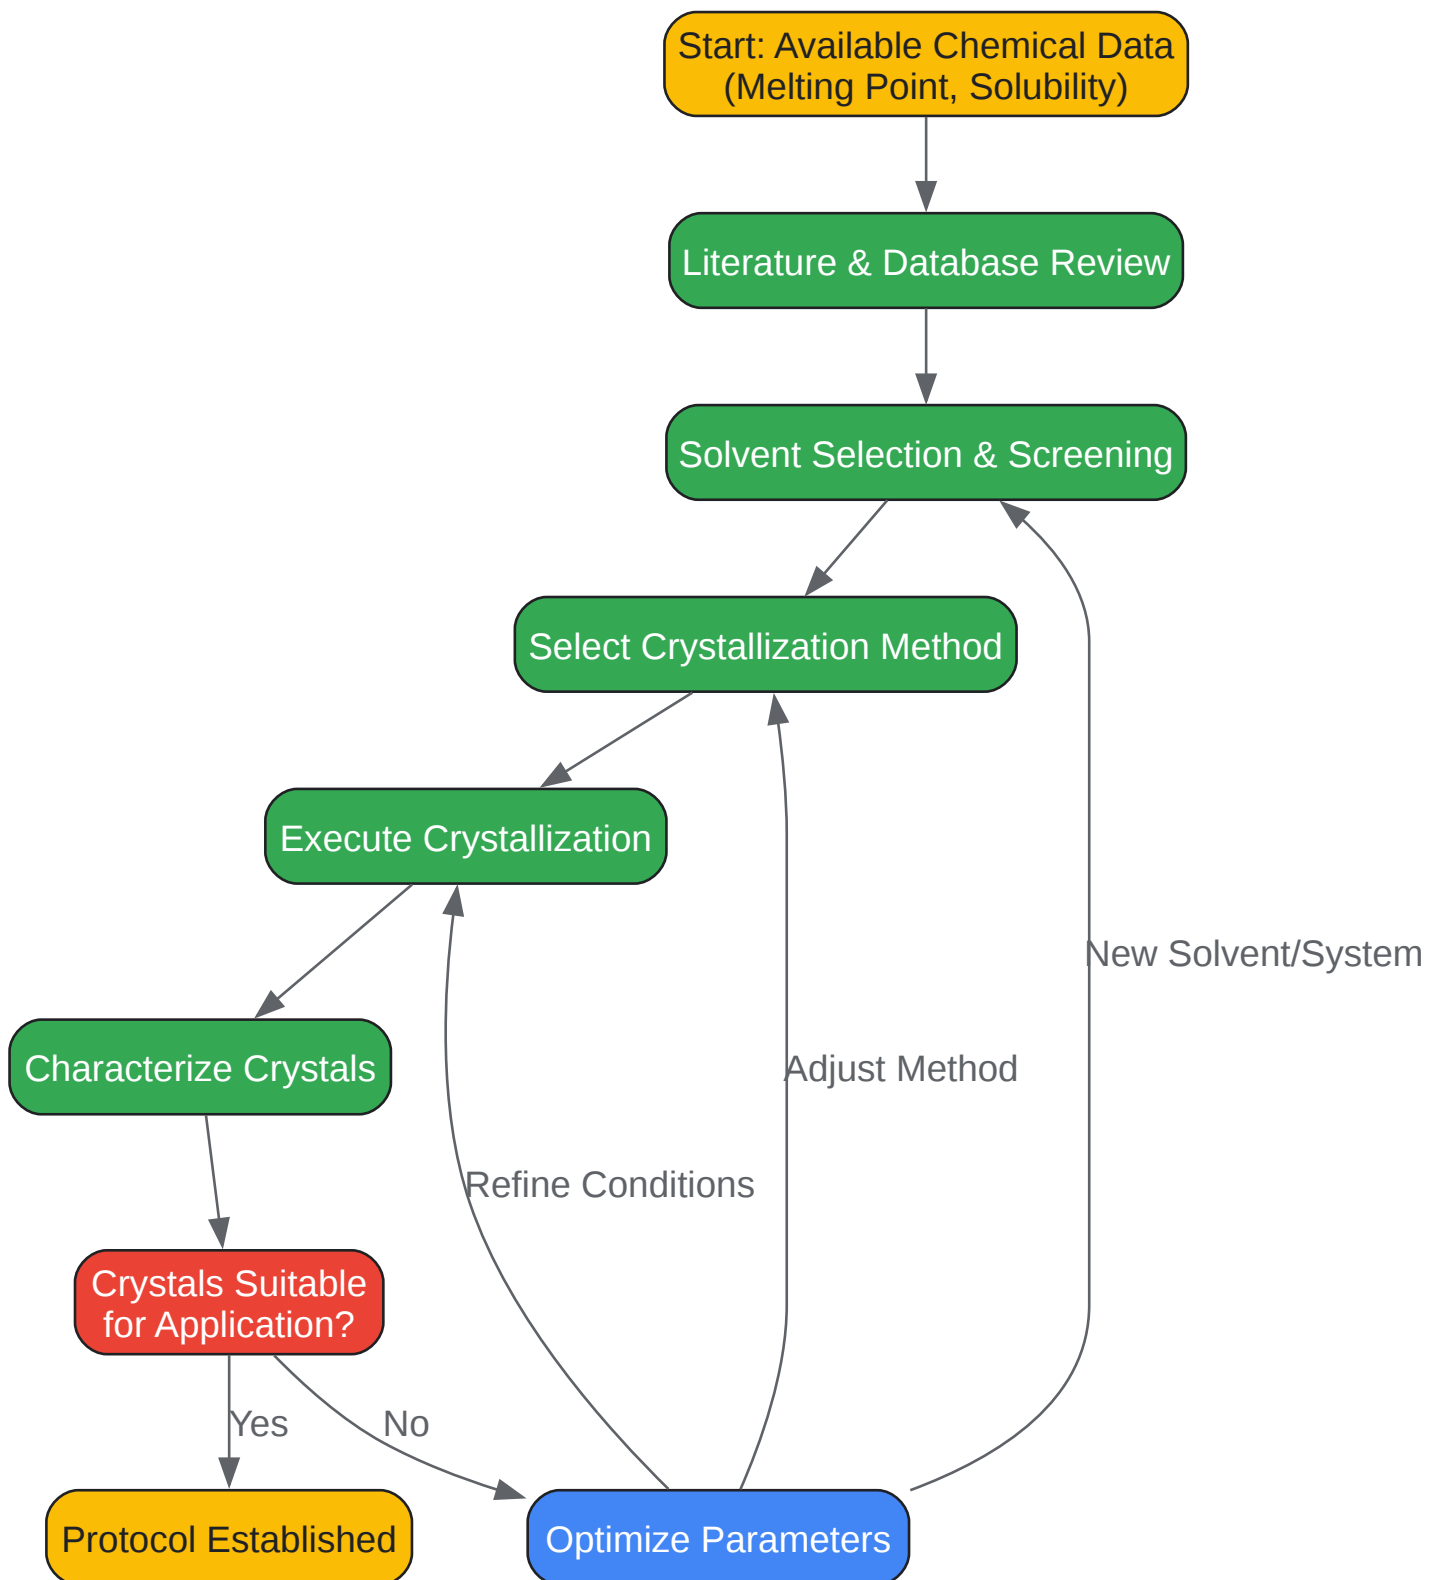 Start: Available Chemical Data
(Melting Point, Solubility)
Literature & Database Review
Solvent Selection & Screening
Select Crystallization Method
Execute Crystallization
New Solvent/System
Characterize Crystals
Adjust Method
Refine Conditions
Crystals Suitable
for Application?
Yes
No
Protocol Established
Optimize Parameters